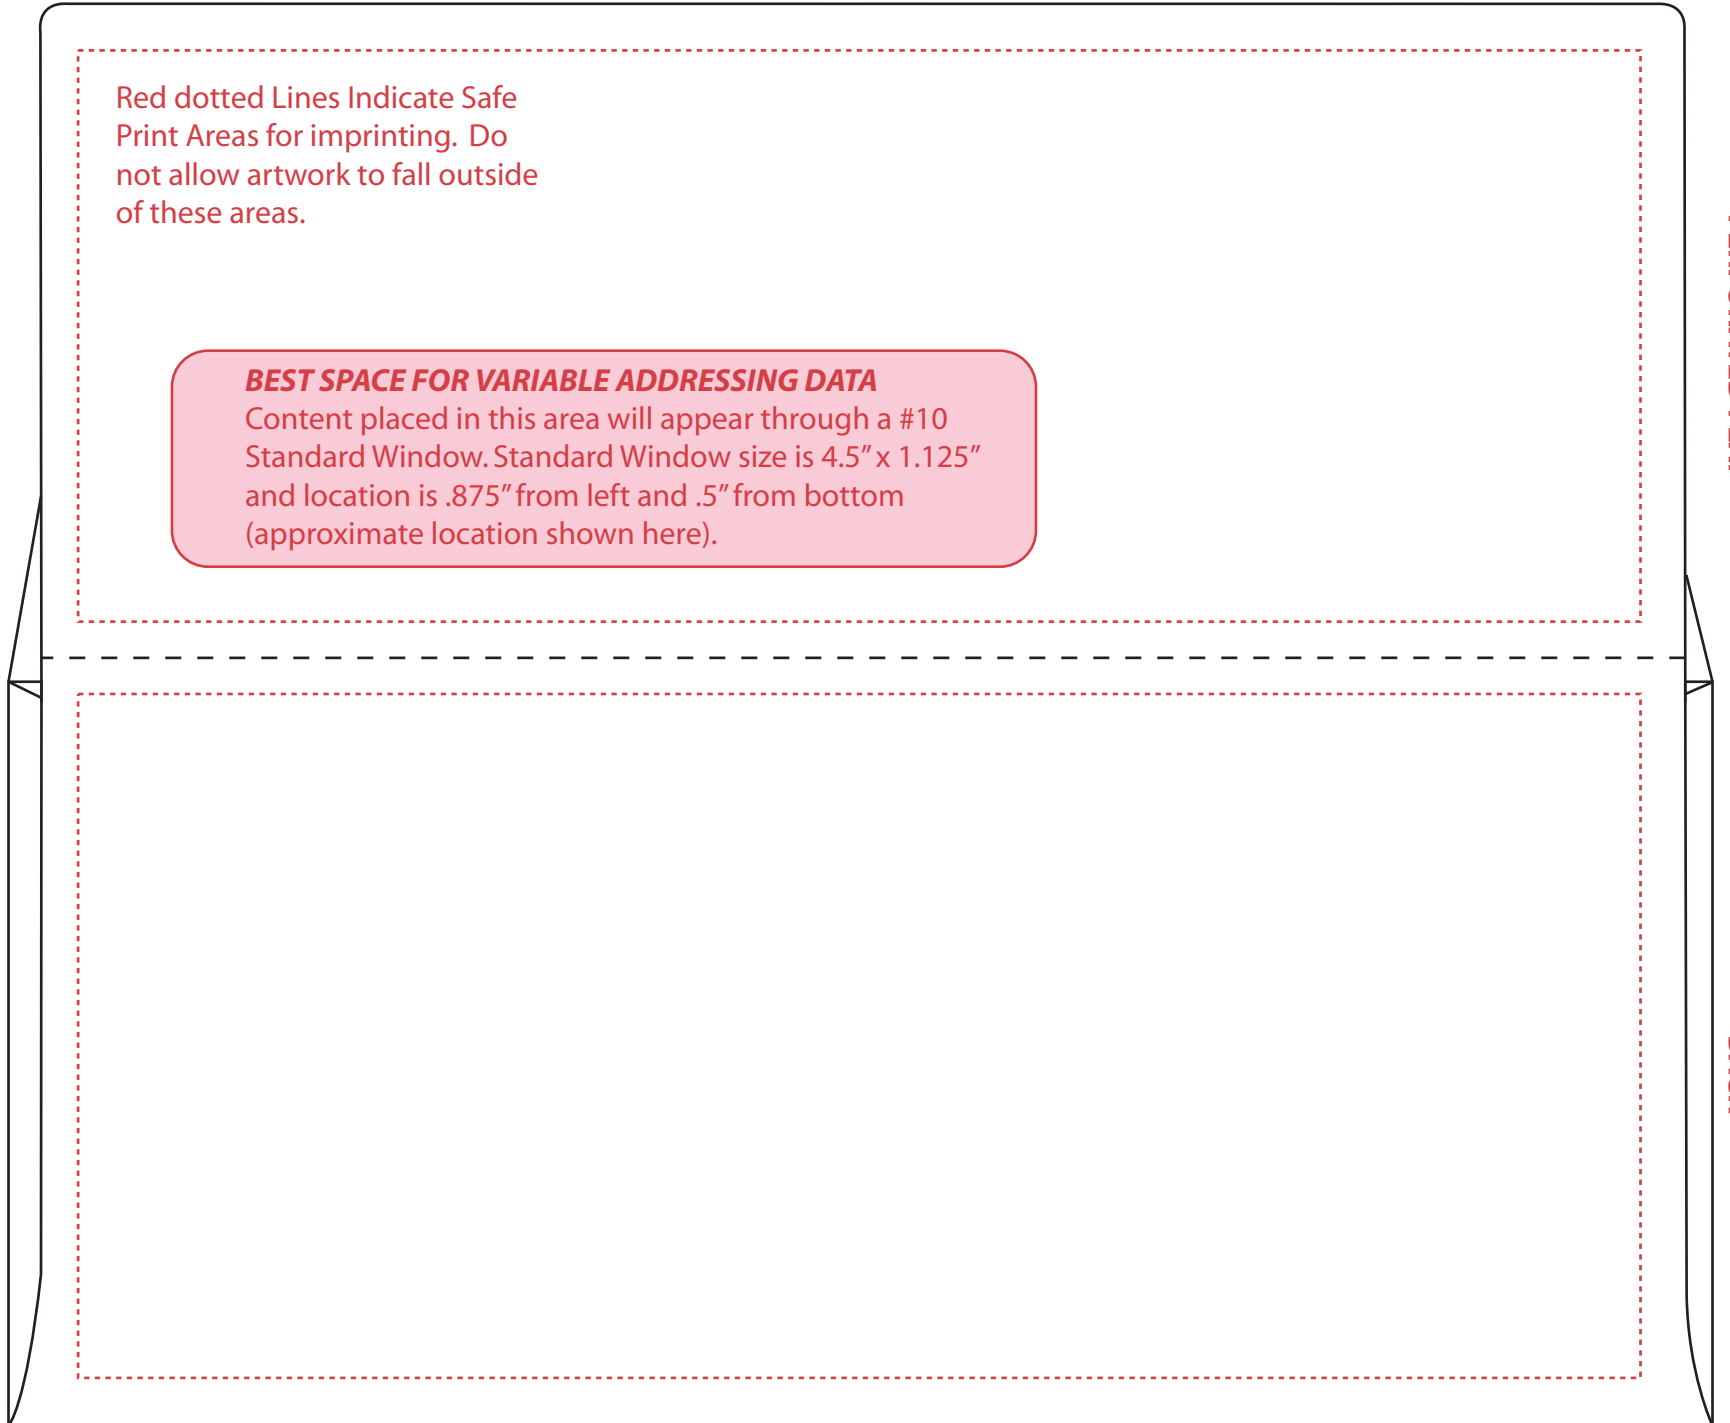 Red dotted Lines Indicate Safe
Print Areas for imprinting. Do
not allow artwork to fall outside
of these areas.
BEST SPACE FOR VARIABLE ADDRESSING DATA
Content placed in this area will appear through a #10
Standard Window. Standard Window size is 4.5” x 1.125”
and location is .875” from left and .5” from bottom
(approximate location shown here).